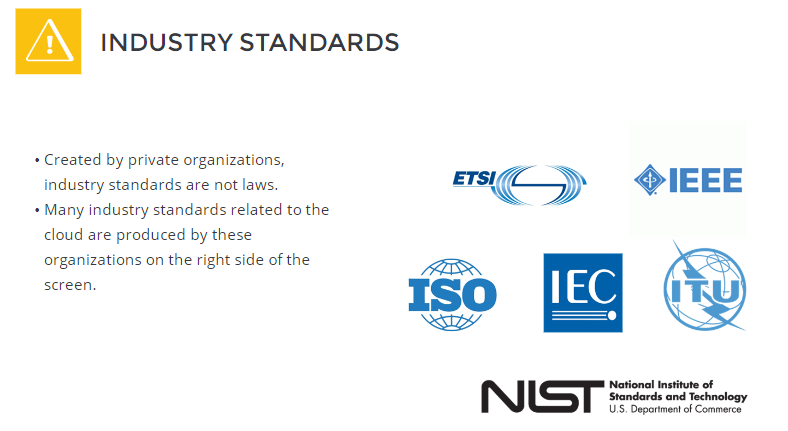 INDUSTRY STANDARDS
• Created by private organizations,
industry standards are not laws.
• Many industry standards related to the
cloud are produced by these
organizations on the right side of the
screen.
ETSI
IEEE
ISO
IEC
ITU
NIST
National Institute of
Standards and Technology
U.S. Department of Commerce